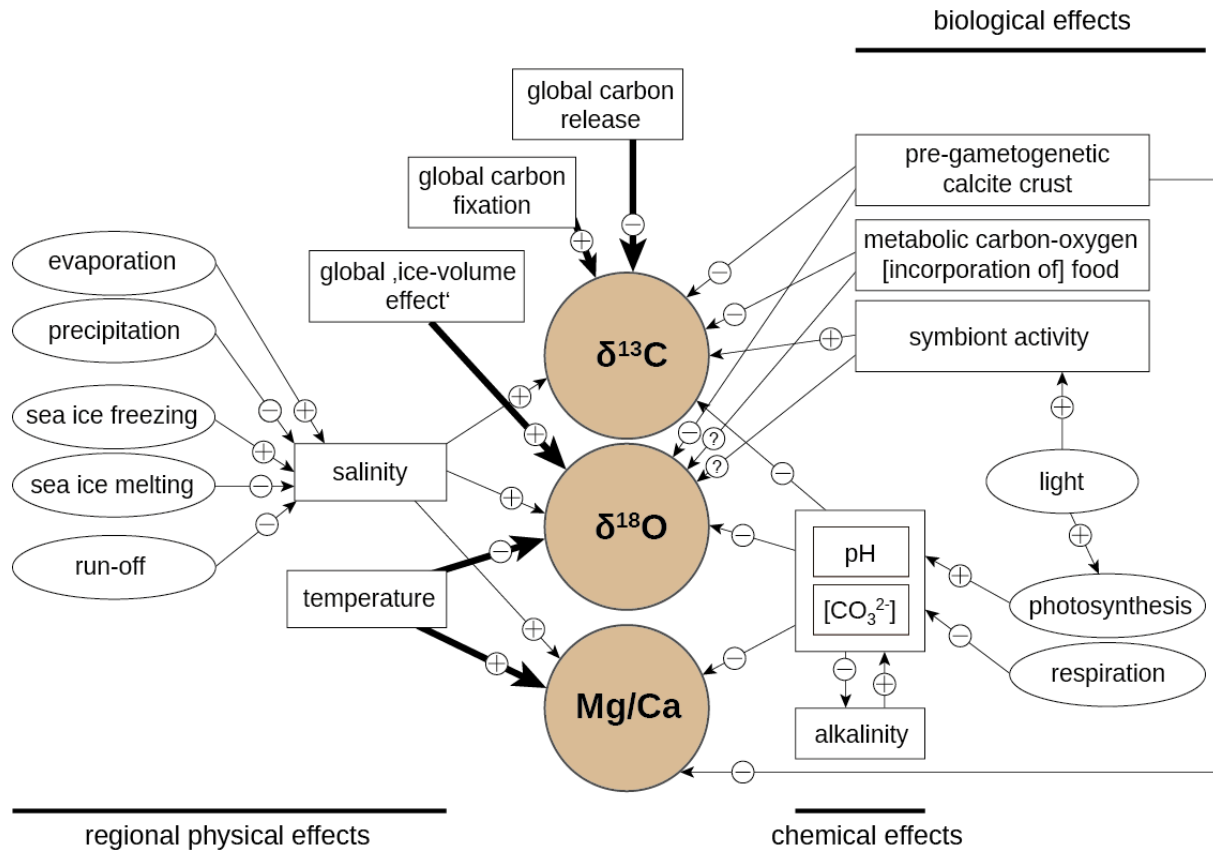 biological effects
global carbon
release
global carbon
fixation
global ‚ice-volume
effect‘
pre-gametogenetic
calcite crust
metabolic carbon-oxygen
[incorporation of] food
symbiont activity
evaporation
precipitation
sea ice freezing
sea ice melting
run-off
salinity
temperature
δ¹³C
δ¹⁸O
Mg/Ca
light
pH
[CO₃²⁻]
photosynthesis
respiration
alkalinity
+
−
?
regional physical effects
chemical effects